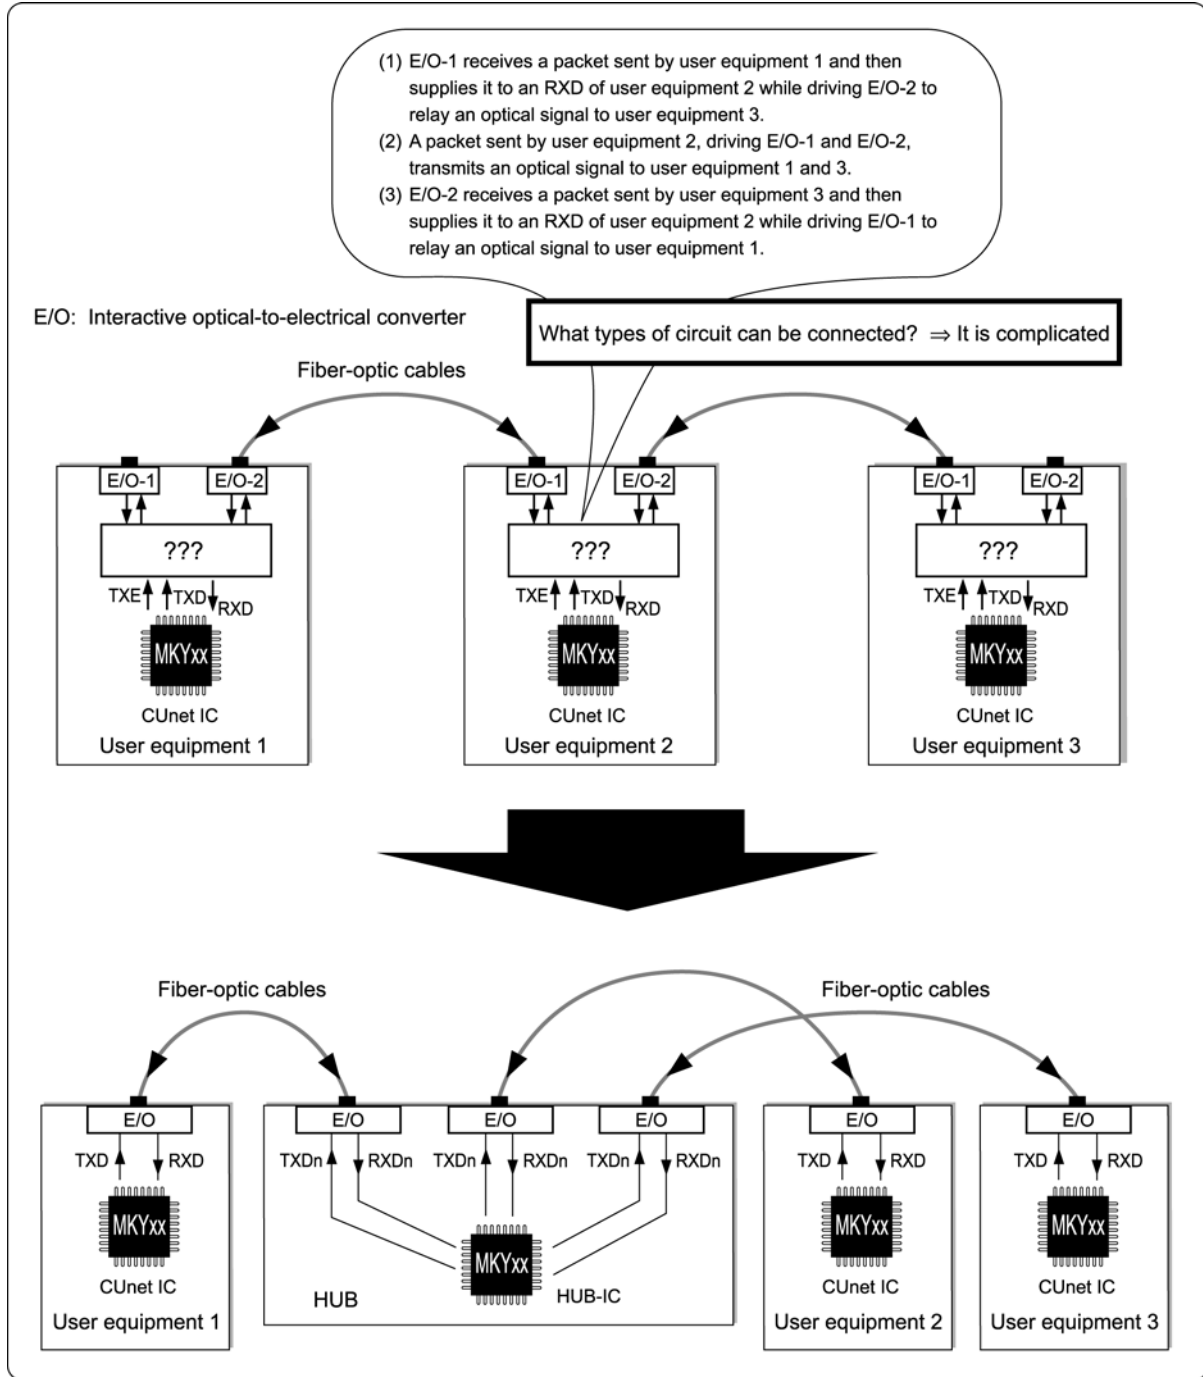 (1) E/O-1 receives a packet sent by user equipment 1 and then
supplies it to an RXD of user equipment 2 while driving E/O-2 to
relay an optical signal to user equipment 3.
(2) A packet sent by user equipment 2, driving E/O-1 and E/O-2,
transmits an optical signal to user equipment 1 and 3.
(3) E/O-2 receives a packet sent by user equipment 3 and then
supplies it to an RXD of user equipment 2 while driving E/O-1 to
relay an optical signal to user equipment 1.
E/O: Interactive optical-to-electrical converter
What types of circuit can be connected? ⇒ It is complicated
Fiber-optic cables
E/O-1 E/O-2 E/O-1 E/O-2 E/O-1 E/O-2
??? ??? ???
TXE TXD RXD TXE TXD RXD TXE TXD RXD
MKYxx MKYxx MKYxx
CUnet IC CUnet IC CUnet IC
User equipment 1 User equipment 2 User equipment 3
Fiber-optic cables Fiber-optic cables
E/O E/O E/O E/O E/O E/O
TXD RXD TXDn RXDn TXDn RXDn TXDn RXDn TXD RXD TXD RXD
MKYxx MKYxx MKYxx MKYxx
CUnet IC HUB HUB-IC CUnet IC CUnet IC
User equipment 1 User equipment 2 User equipment 3